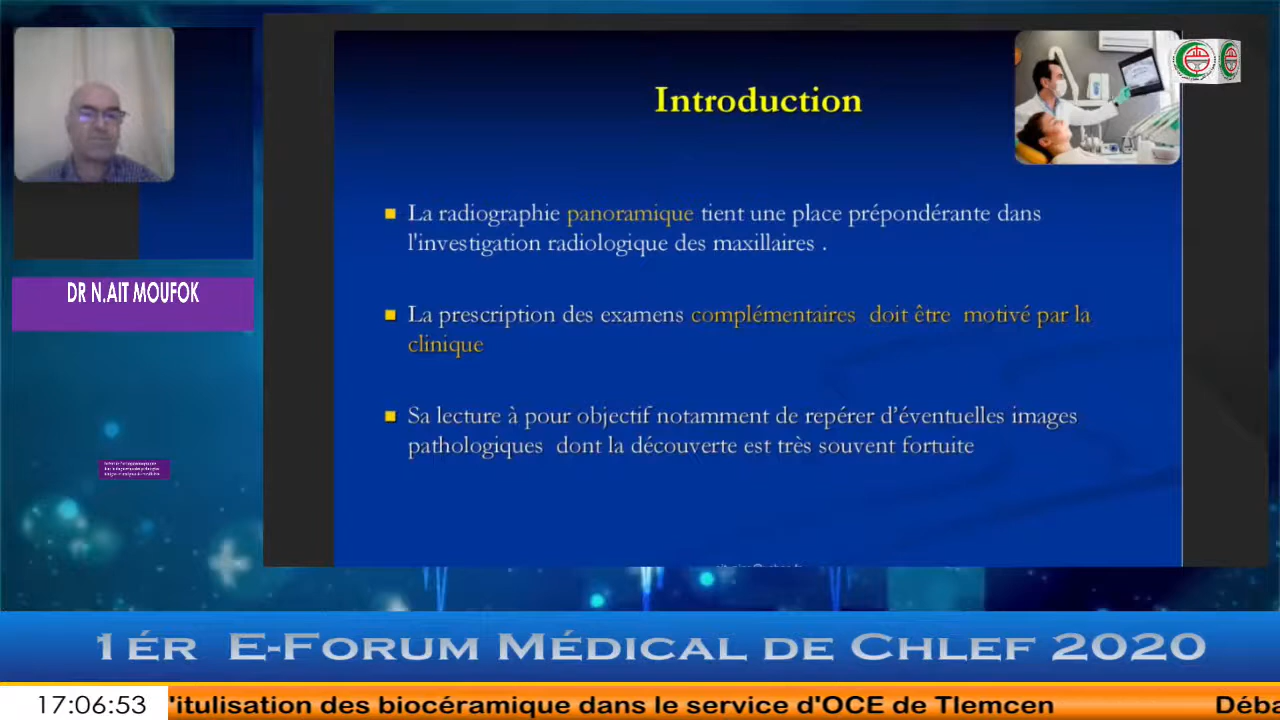 Introduction
La radiographie panoramique tient une place prépondérante dans
l'investigation radiologique des maxillaires .
La prescription des examens complémentaires doit être motivé par la
clinique
Sa lecture à pour objectif notamment de repérer d'éventuelles images
pathologiques dont la découverte est très souvent fortuite
DR N.AIT MOUFOK
1ér E-Forum Médical de Chlef 2020
17:06:53 'itulisation des biocéramique dans le service d'OCE de Tlemcen Déba